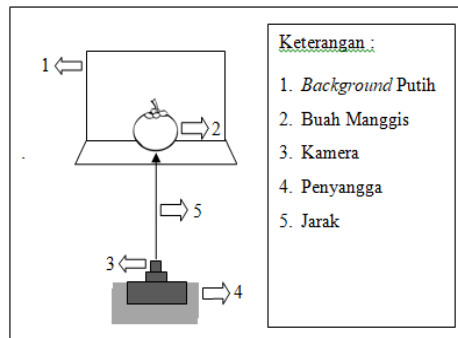 1
2
5
3
4
Keterangan :
1. Background Putih
2. Buah Manggis
3. Kamera
4. Penyangga
5. Jarak